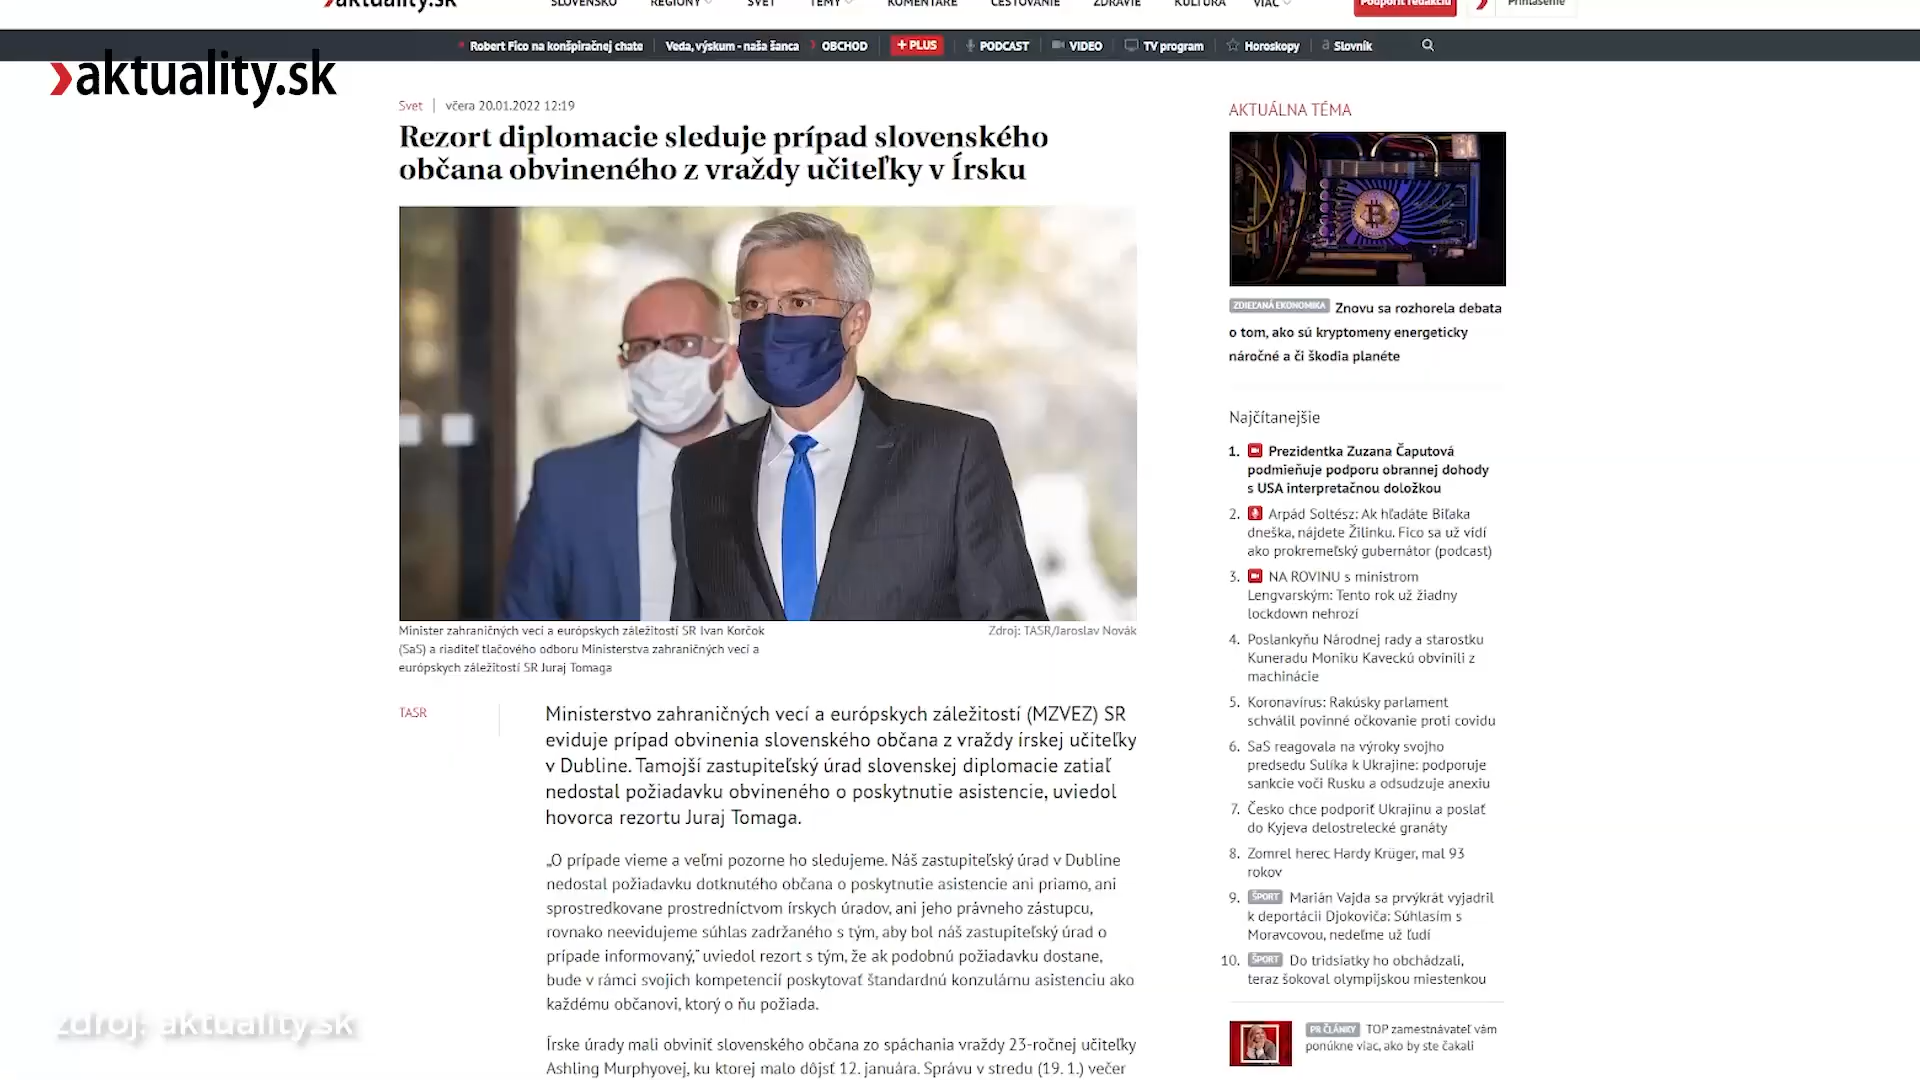 aktuality.sk
SLOVENSKO REGIÓNY SVET TÉMY KOMENTÁRE CESTOVANIE ZDRAVIE KULTÚRA VIAC Podporiť redakciu Prihlásenie
Robert Fico na konšpiračnej chate Veda, výskum - naša šanca OBCHOD + PLUS PODCAST VIDEO TV program Horoskopy Slovník
aktuality.sk
Svet včera 20.01.2022 12:19
Rezort diplomacie sleduje prípad slovenského
občana obvineného z vraždy učiteľky v Írsku
Minister zahraničných vecí a európskych záležitostí SR Ivan Korčok
(SaS) a riaditeľ tlačového odboru Ministerstva zahraničných vecí a
európskych záležitostí SR Juraj Tomaga
Zdroj: TASR/Jaroslav Novák
TASR
Ministerstvo zahraničných vecí a európskych záležitostí (MZVEZ) SR
eviduje prípad obvinenia slovenského občana z vraždy írskej učiteľky
v Dubline. Tamojší zastupiteľský úrad slovenskej diplomacie zatiaľ
nedostal požiadavku obvineného o poskytnutie asistencie, uviedol
hovorca rezortu Juraj Tomaga.
„O prípade vieme a veľmi pozorne ho sledujeme. Náš zastupiteľský úrad v Dubline
nedostal požiadavku dotknutého občana o poskytnutie asistencie ani priamo, ani
sprostredkovane prostredníctvom írskych úradov, ani jeho právneho zástupcu,
rovnako neevidujeme súhlas zadržaného s tým, aby bol náš zastupiteľský úrad o
prípade informovaný,“ uviedol rezort s tým, že ak podobnú požiadavku dostane,
bude v rámci svojich kompetencií poskytovať štandardnú konzulárnu asistenciu ako
každému občanovi, ktorý o ňu požiada.
Írske úrady mali obviniť slovenského občana zo spáchania vraždy 23-ročnej učiteľky
Ashling Murphyovej, ku ktorej malo dôjsť 12. januára. Správu v stredu (19. 1.) večer
AKTUÁLNA TÉMA
ZDIEĽANÁ EKONOMIKA Znovu sa rozhorela debata
o tom, ako sú kryptomeny energeticky
náročné a či škodia planéte
Najčítanejšie
1. Prezidentka Zuzana Čaputová
podmieňuje podporu obrannej dohody
s USA interpretačnou doložkou
2. Arpád Soltész: Ak hľadáte Biľaka
dneška, nájdete Žilinku. Fico sa už vidí
ako prokremeľský gubernátor (podcast)
3. NA ROVINU s ministrom
Lengvarským: Tento rok už žiadny
lockdown nehrozí
4. Poslankyňu Národnej rady a starostku
Kuneradu Moniku Kaveckú obvinili z
machinácie
5. Koronavírus: Rakúsky parlament
schválil povinné očkovanie proti covidu
6. SaS reagovala na výroky svojho
predsedu Sulíka k Ukrajine: podporuje
sankcie voči Rusku a odsudzuje anexiu
7. Česko chce podporiť Ukrajinu a poslať
do Kyjeva delostrelecké granáty
8. Zomrel herec Hardy Krüger, mal 93
rokov
9. ŠPORT Marián Vajda sa prvýkrát vyjadril
k deportácii Djokoviča: Súhlasím s
Moravcovou, nedeľme už ľudí
10. ŠPORT Do tridsiatky ho obchádzali,
teraz šokoval olympijskou miestenkou
PR ČLÁNKY TOP zamestnávateľ vám
ponúkne viac, ako by ste čakali
zdroj: aktuality.sk